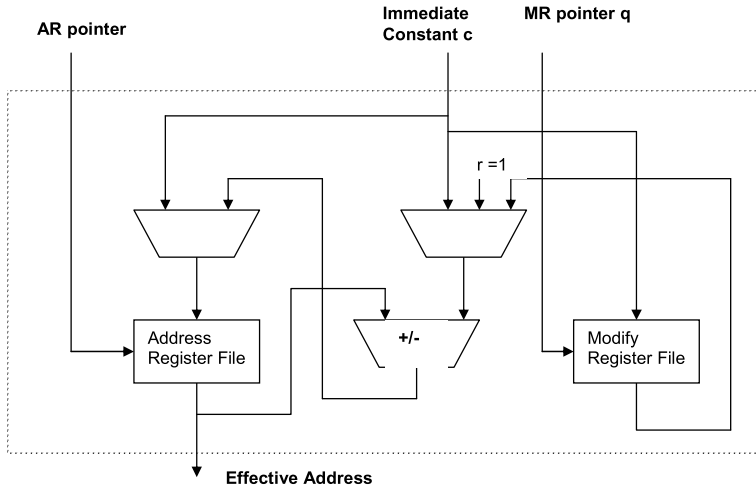 AR pointer
Immediate
Constant c
MR pointer q
r =1
Address
Register File
+/-
Modify
Register File
Effective Address